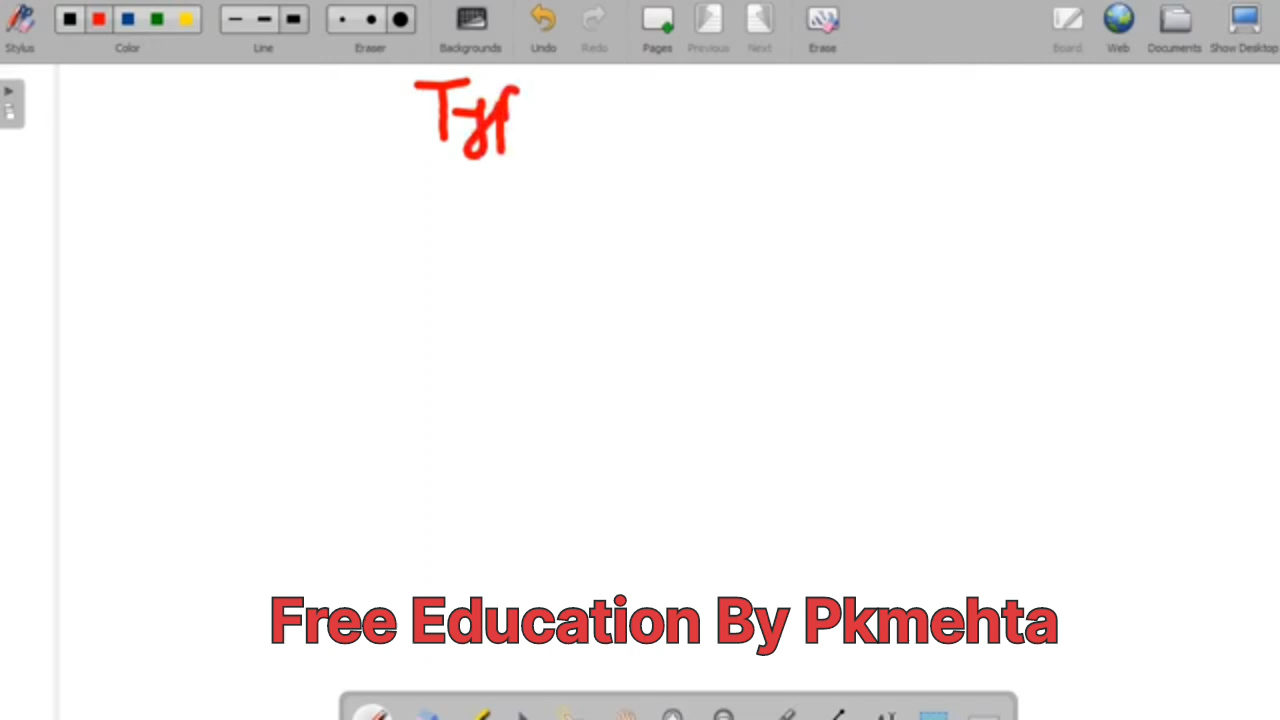 Stylus Color Line Eraser Backgrounds Undo Redo Pages Previous Next Erase Board Web Documents Show Desktop
Typ
Free Education By Pkmehta